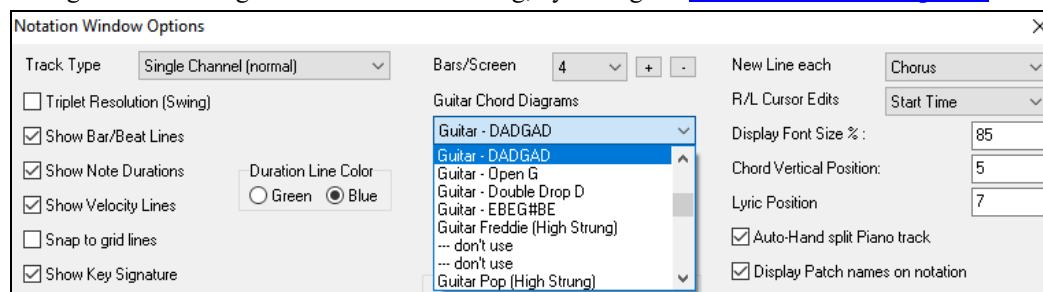 Notation Window Options
Track Type Single Channel (normal)
Triplet Resolution (Swing)
Show Bar/Beat Lines
Show Note Durations
Duration Line Color
Green Blue
Show Velocity Lines
Snap to grid lines
Show Key Signature
Bars/Screen 4 + -
Guitar Chord Diagrams
Guitar - DADGAD
Guitar - DADGAD
Guitar - Open G
Guitar - Double Drop D
Guitar - EBEG#BE
Guitar Freddie (High Strung)
--- don't use
--- don't use
Guitar Pop (High Strung)
New Line each Chorus
R/L Cursor Edits Start Time
Display Font Size % : 85
Chord Vertical Position: 5
Lyric Position 7
Auto-Hand split Piano track
Display Patch names on notation